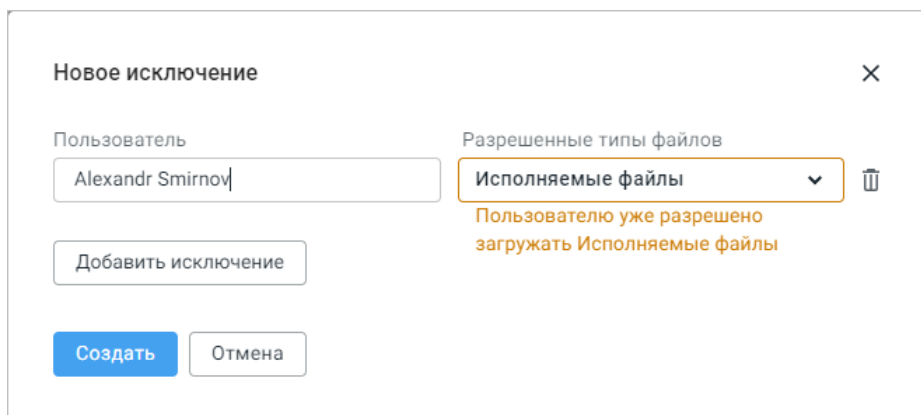 Новое исключение
Пользователь
Разрешенные типы файлов
Alexandr Smirnov
Исполняемые файлы
Пользователю уже разрешено
загружать Исполняемые файлы
Добавить исключение
Создать
Отмена